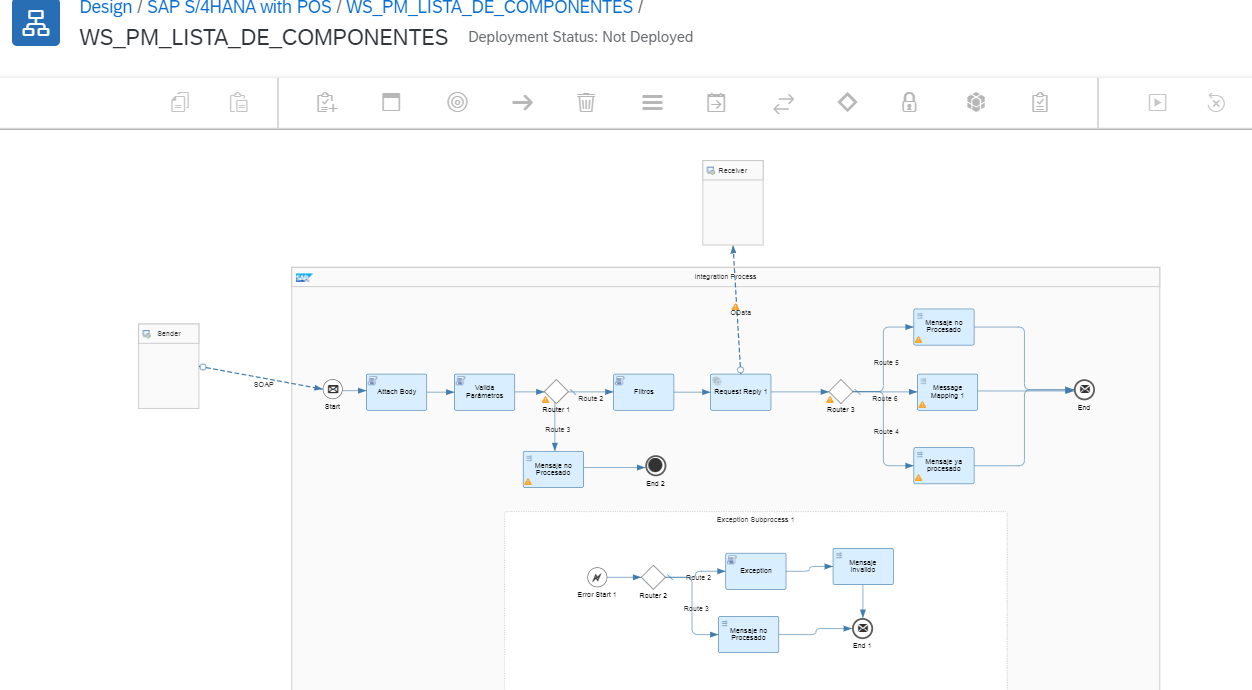 Design / SAP S/4HANA with POS / WS_PM_LISTA_DE_COMPONENTES /
WS_PM_LISTA_DE_COMPONENTES Deployment Status: Not Deployed
Receiver
SAP
Integration Process
OData
Sender
SOAP
Start
Attach Body
Valida
Parámetros
Router 1
Route 2
Route 3
Filtros
Request Reply 1
Router 3
Route 5
Route 6
Route 4
Mensaje no
Procesado
Message
Mapping 1
Mensaje ya
procesado
End
Mensaje no
Procesado
End 2
Exception Subprocess 1
Error Start 1
Router 2
Route 2
Route 3
Exception
Mensaje
Invalido
Mensaje no
Procesado
End 1